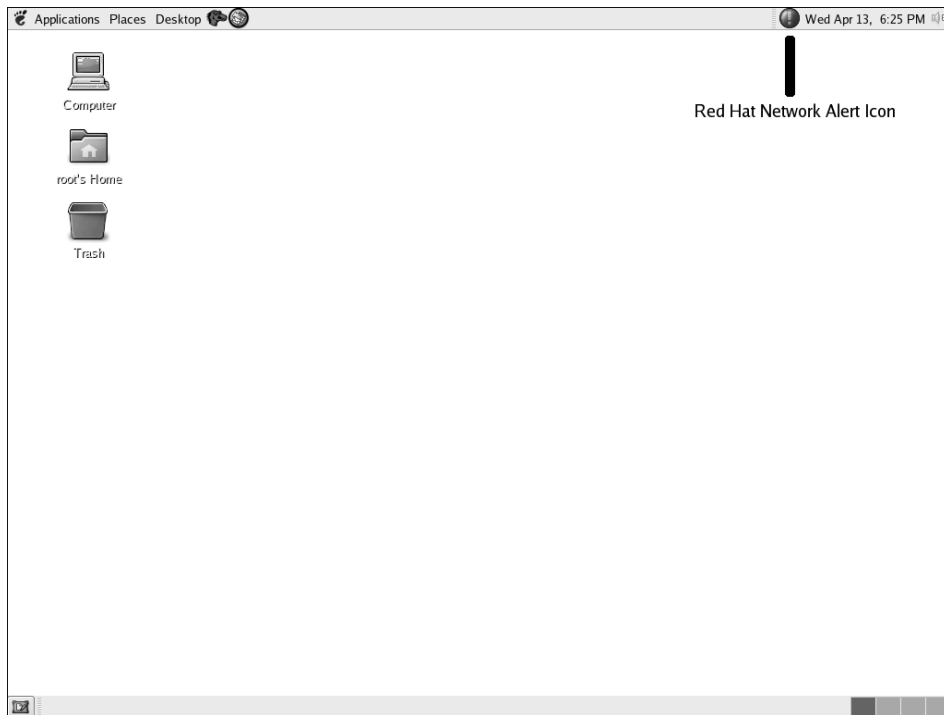 Applications Places Desktop Wed Apr 13, 6:25 PM
Red Hat Network Alert Icon
Computer
root's Home
Trash